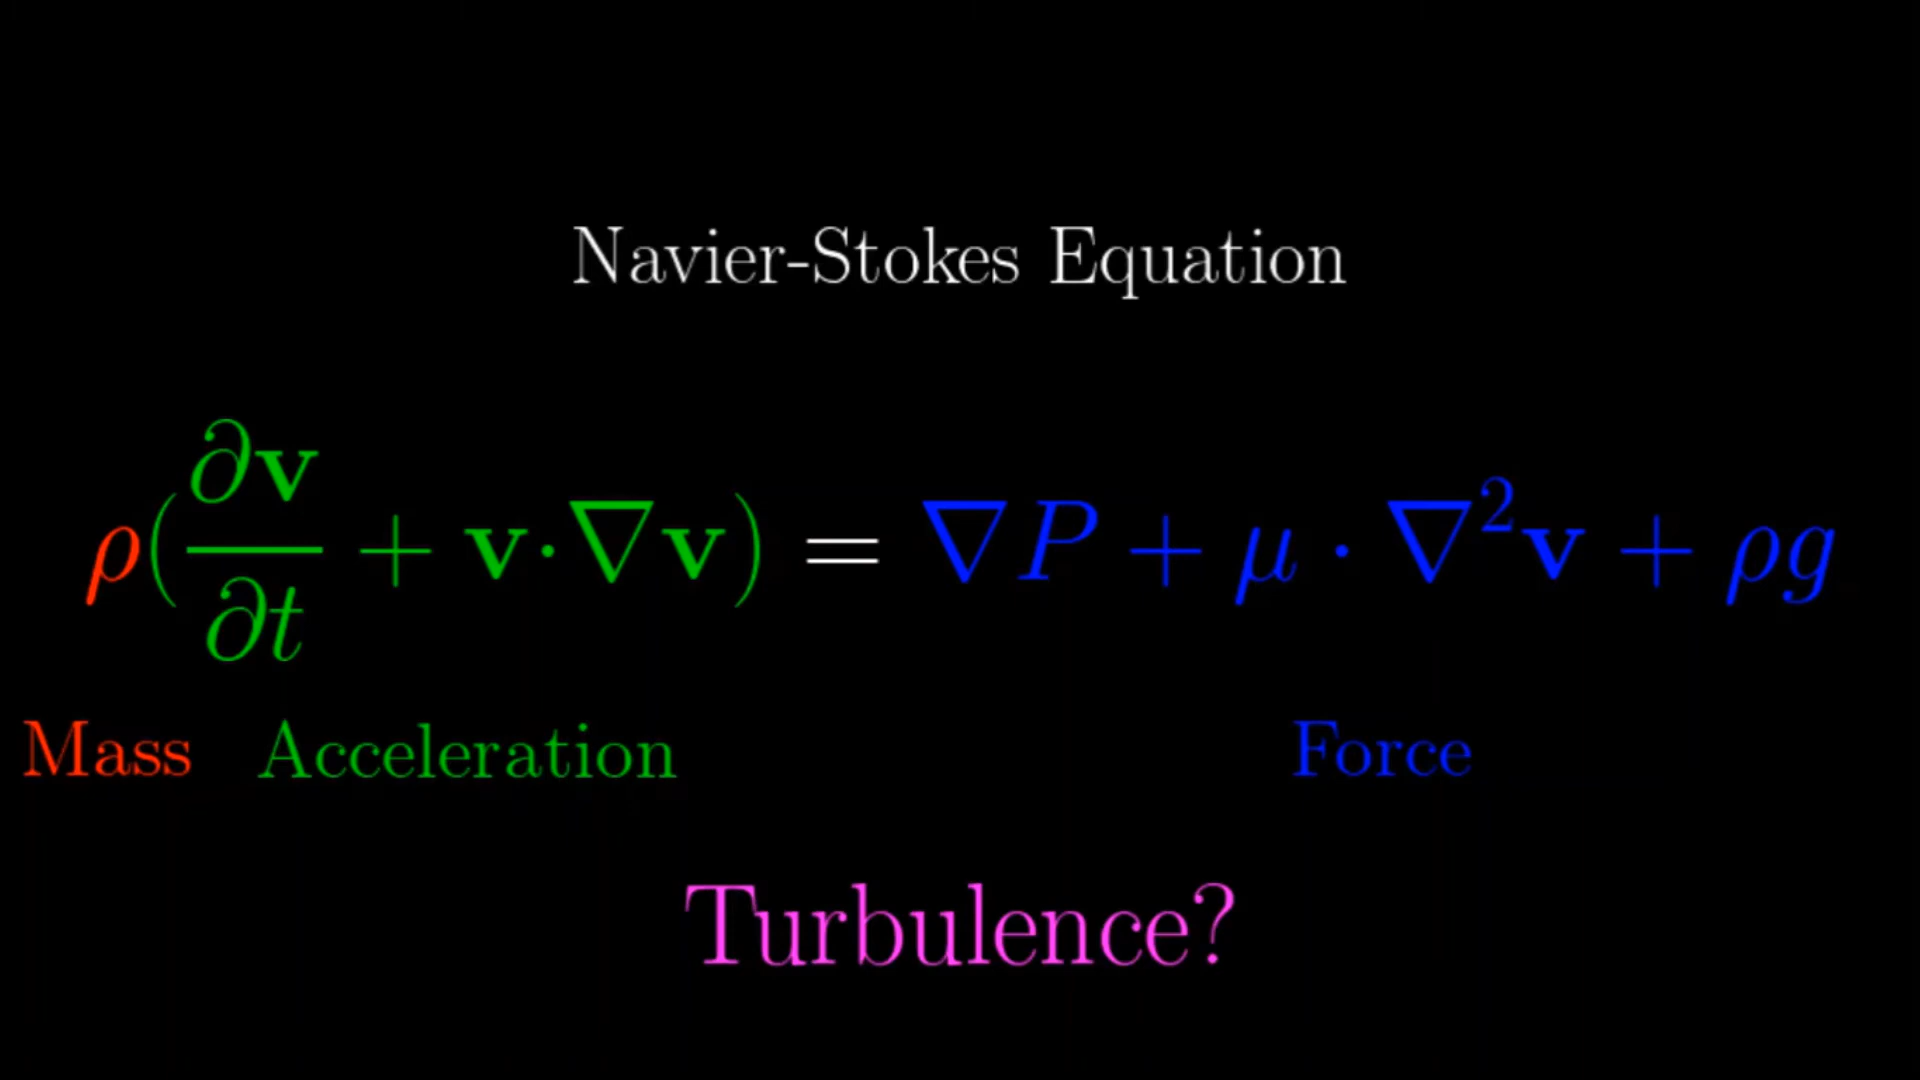 Navier-Stokes Equation
ρ(∂v/∂t + v·∇v) = ∇P + μ · ∇²v + ρg
Mass Acceleration Force
Turbulence?